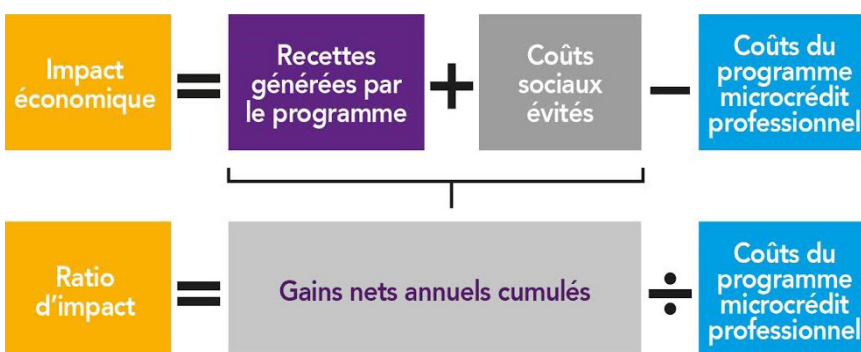 Impact
économique
=
Recettes
générées par
le programme
+
Coûts
sociaux
évités
−
Coûts du
programme
microcrédit
professionnel
Ratio
d'impact
=
Gains nets annuels cumulés
÷
Coûts du
programme
microcrédit
professionnel